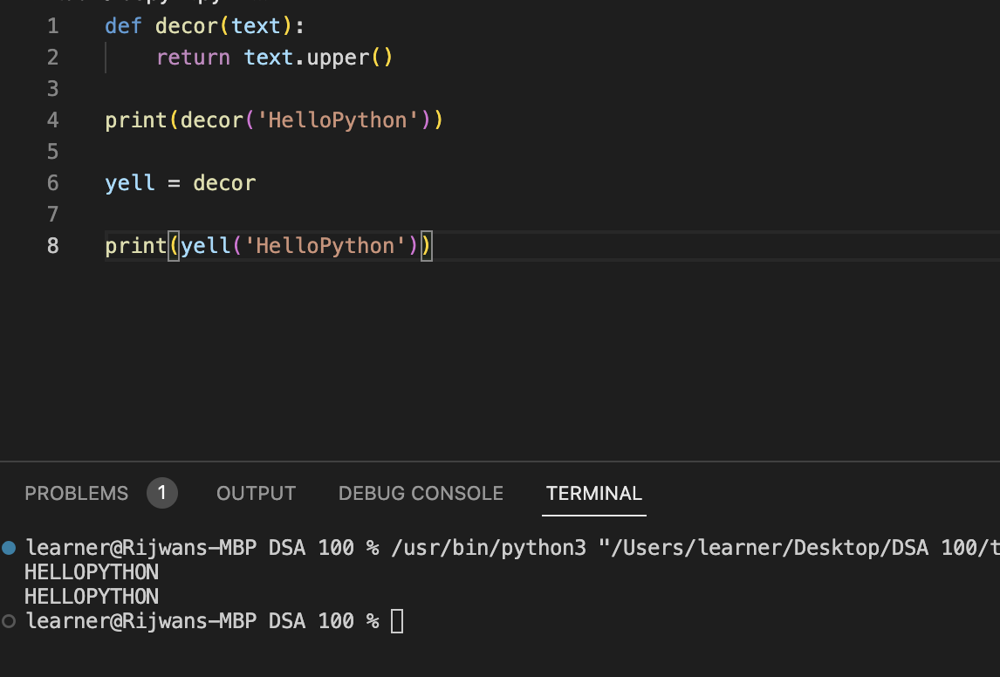 1 def decor(text):
2     return text.upper()
3
4 print(decor('HelloPython'))
5
6 yell = decor
7
8 print(yell('HelloPython'))
PROBLEMS 1 OUTPUT DEBUG CONSOLE TERMINAL
learner@Rijwans-MBP DSA 100 % /usr/bin/python3 "/Users/learner/Desktop/DSA 100/t
HELLOPYTHON
HELLOPYTHON
learner@Rijwans-MBP DSA 100 %